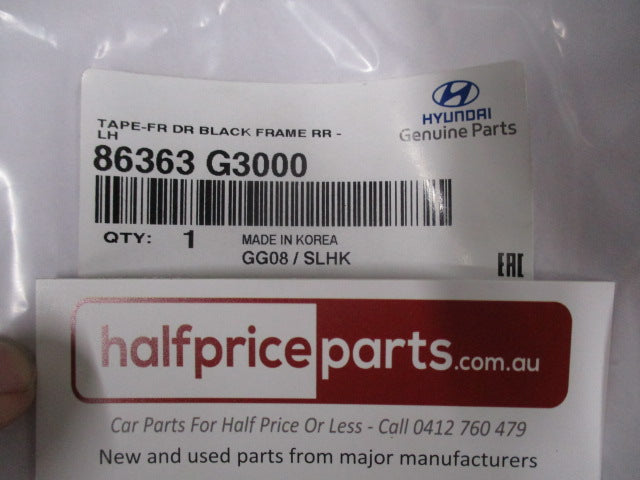 TAPE-FR DR BLACK FRAME RR -
LH
HYUNDAI
Genuine Parts
86363 G3000
QTY: 1 MADE IN KOREA
GG08 / SLHK
EAC
halfpriceparts.com.au
Car Parts For Half Price Or Less - Call 0412 760 479
New and used parts from major manufacturers